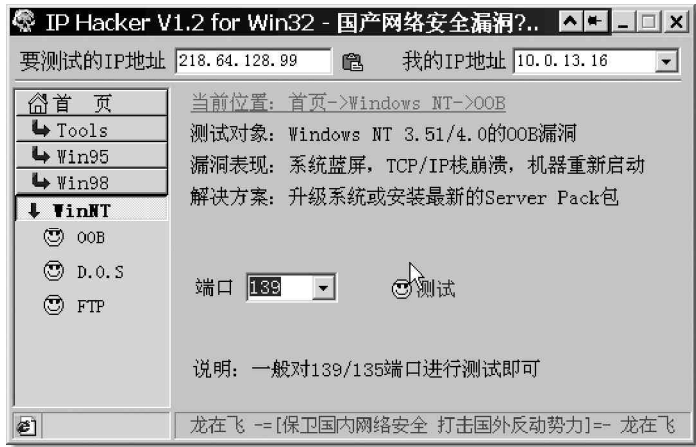 IP Hacker V1.2 for Win32 - 国产网络安全漏洞?..
要测试的IP地址 218.64.128.99 我的IP地址 10.0.13.16
首 页
Tools
Win95
Win98
WinNT
OOB
D.O.S
FTP
当前位置: 首页->Windows NT->OOB
测试对象: Windows NT 3.51/4.0的OOB漏洞
漏洞表现: 系统蓝屏, TCP/IP栈崩溃, 机器重新启动
解决方案: 升级系统或安装最新的Server Pack包
端口 139 测试
说明: 一般对139/135端口进行测试即可
龙在飞 -=[保卫国内网络安全 打击国外反动势力]=- 龙在飞